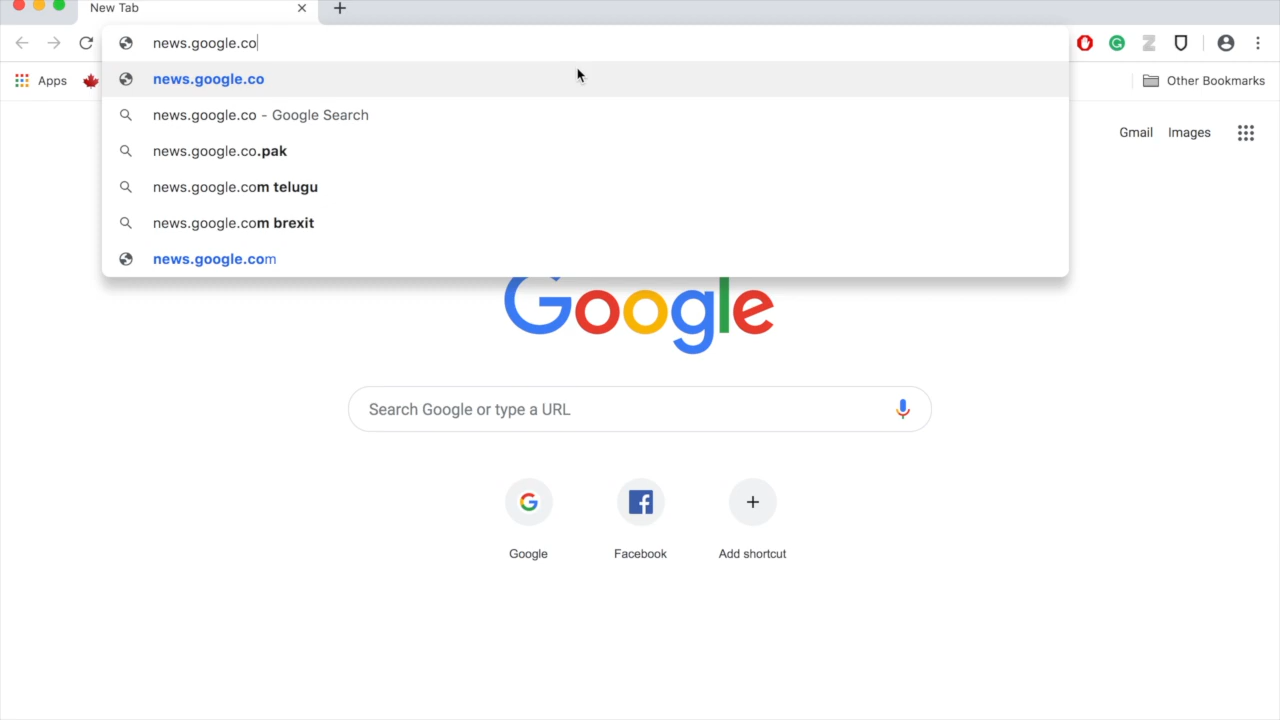 New Tab
news.google.co
Apps
news.google.co
Other Bookmarks
news.google.co - Google Search
Gmail Images
news.google.co.pak
news.google.com telugu
news.google.com brexit
news.google.com
Google
Search Google or type a URL
Google Facebook Add shortcut